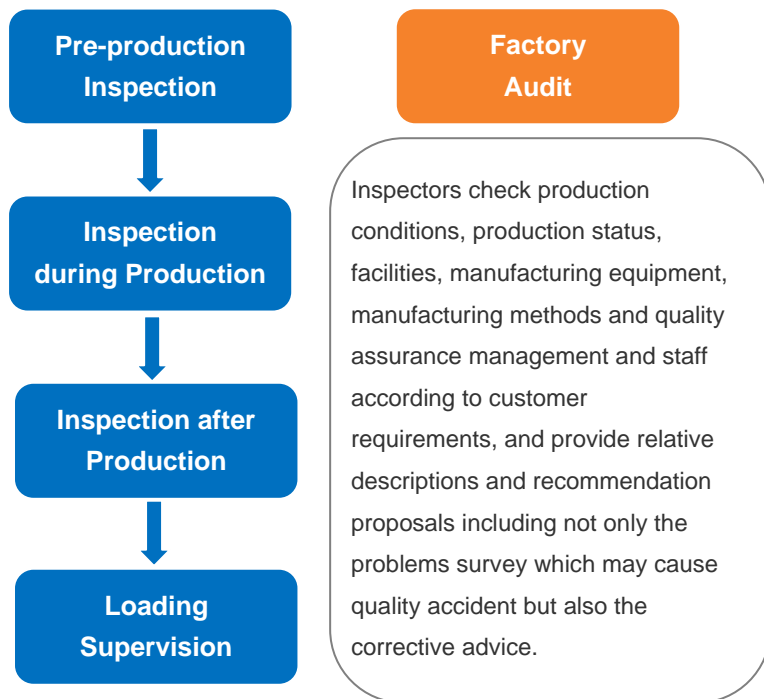 Pre-production
Inspection
Inspection
during Production
Inspection after
Production
Loading
Supervision
Factory
Audit
Inspectors check production
conditions, production status,
facilities, manufacturing equipment,
manufacturing methods and quality
assurance management and staff
according to customer
requirements, and provide relative
descriptions and recommendation
proposals including not only the
problems survey which may cause
quality accident but also the
corrective advice.